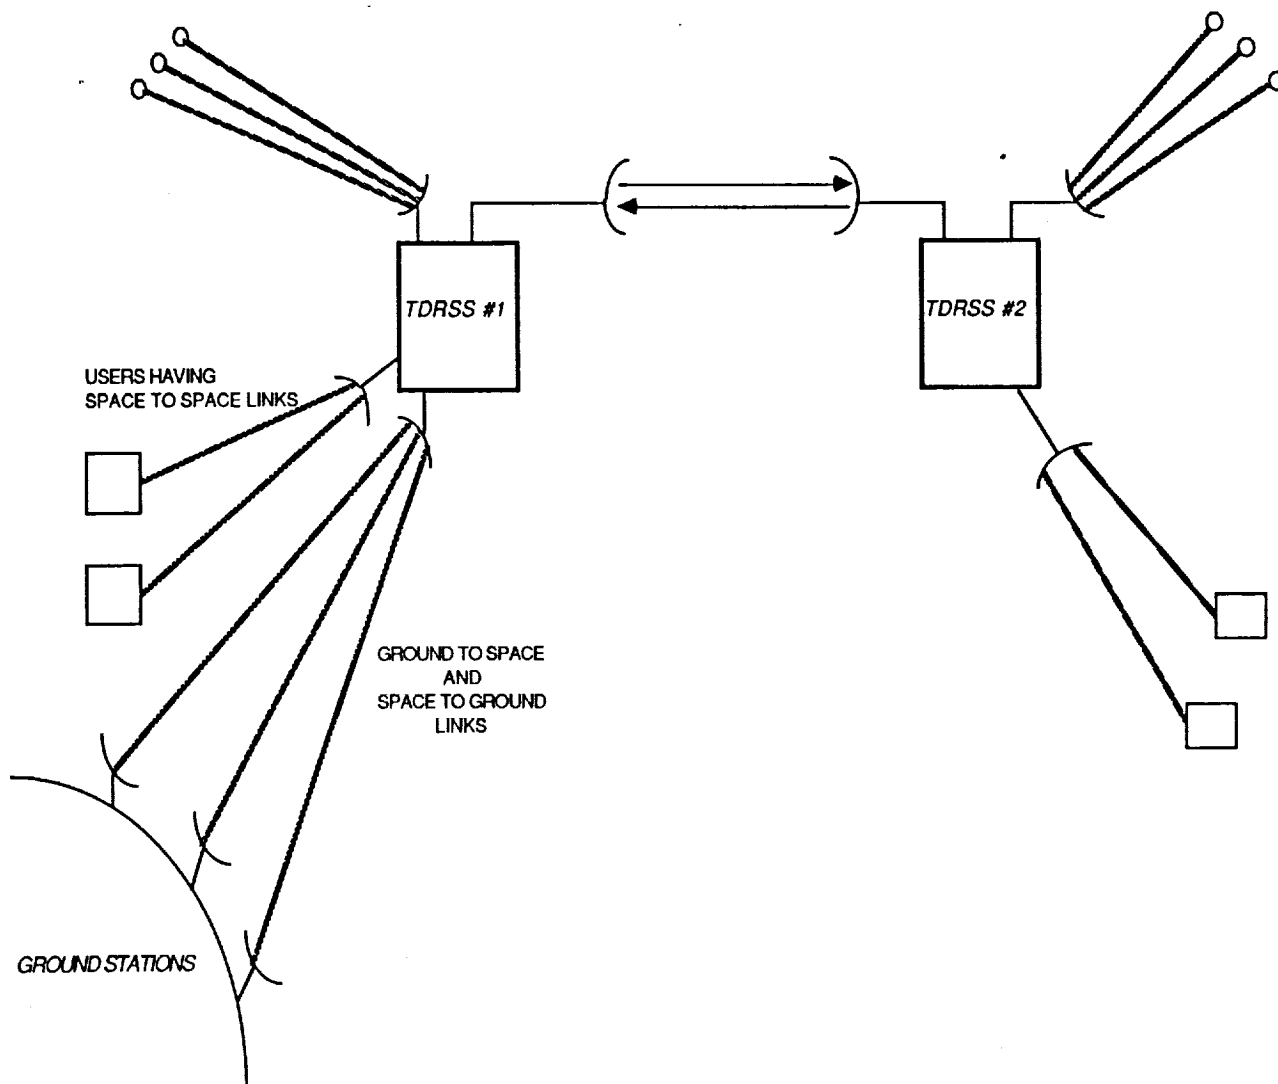 TDRSS #1
TDRSS #2
USERS HAVING
SPACE TO SPACE LINKS
GROUND TO SPACE
AND
SPACE TO GROUND
LINKS
GROUND STATIONS